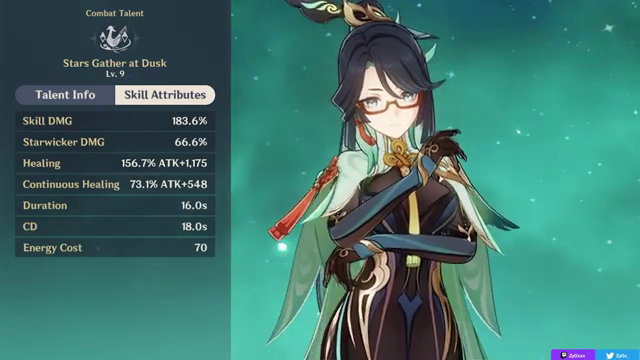 Combat Talent
Stars Gather at Dusk
Lv. 9
Talent Info Skill Attributes
Skill DMG 183.6%
Starwicker DMG 66.6%
Healing 156.7% ATK+1,175
Continuous Healing 73.1% ATK+548
Duration 16.0s
CD 18.0s
Energy Cost 70